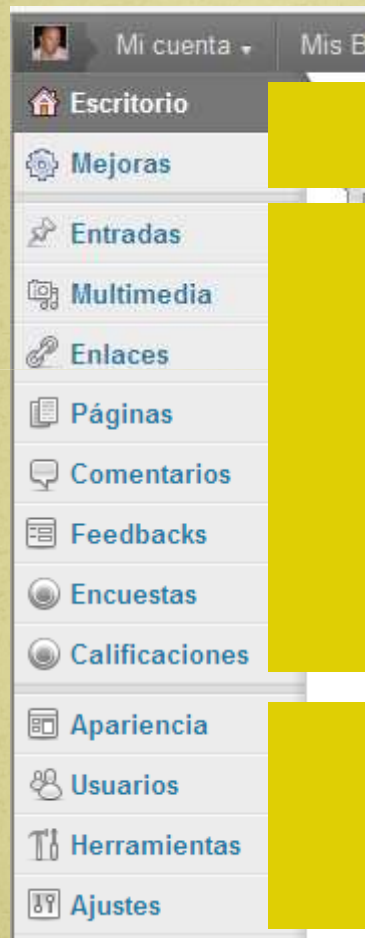 Mi cuenta Mis B
Escritorio
Mejoras
Entradas
Multimedia
Enlaces
Páginas
Comentarios
Feedbacks
Encuestas
Calificaciones
Apariencia
Usuarios
Herramientas
Ajustes